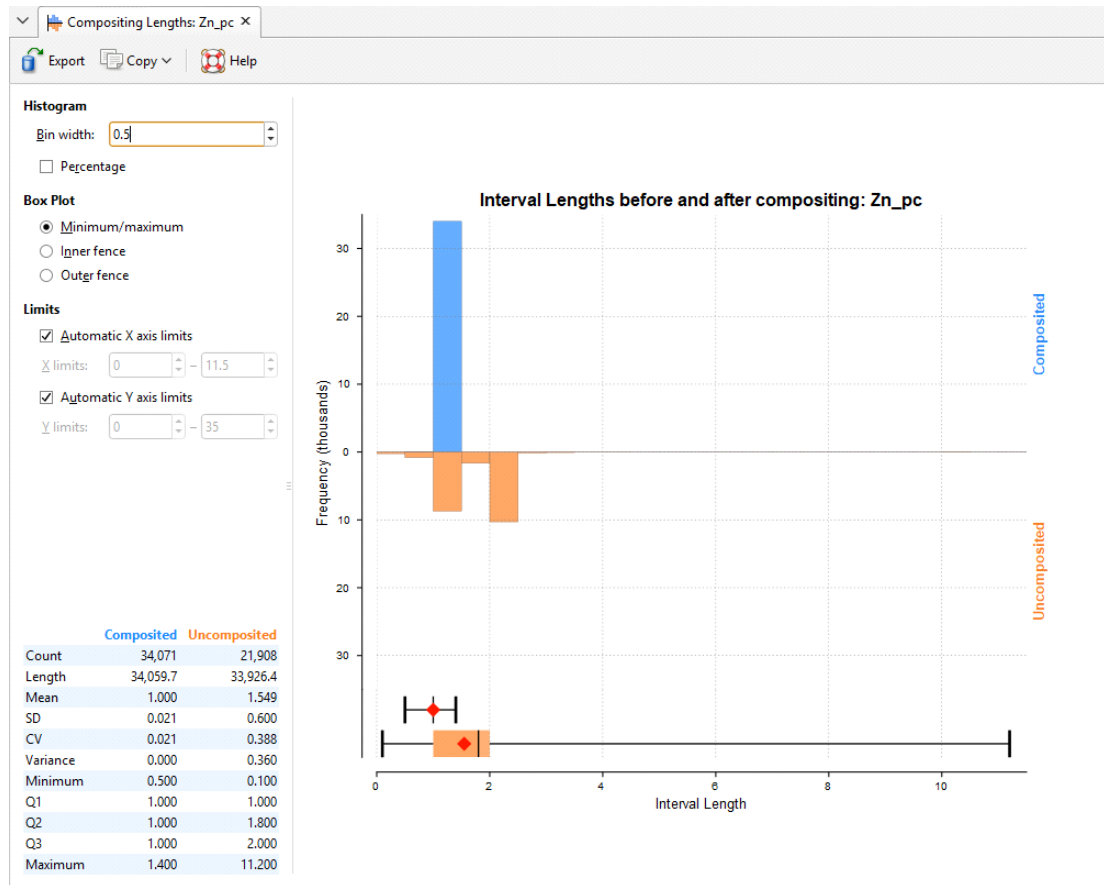 Compositing Lengths: Zn_pc ×
Export Copy Help
Histogram
Bin width: 0.5
Percentage
Box Plot
Minimum/maximum
Inner fence
Outer fence
Limits
Automatic X axis limits
X limits: 0 – 11.5
Automatic Y axis limits
Y limits: 0 – 35
Composited Uncomposited
Count 34,071 21,908
Length 34,059.7 33,926.4
Mean 1.000 1.549
SD 0.021 0.600
CV 0.021 0.388
Variance 0.000 0.360
Minimum 0.500 0.100
Q1 1.000 1.000
Q2 1.000 1.800
Q3 1.000 2.000
Maximum 1.400 11.200
Interval Lengths before and after compositing: Zn_pc
Frequency (thousands)
30
20
10
0
10
20
30
Composited
Uncomposited
0 2 4 6 8 10
Interval Length